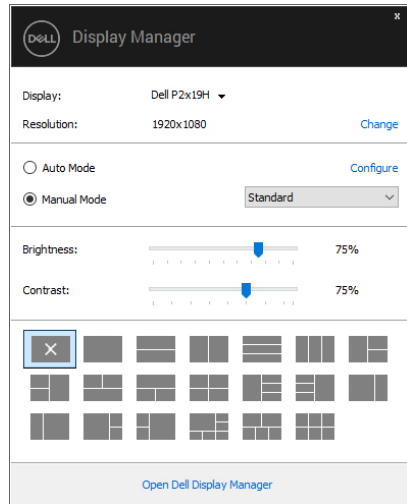 x
DELL Display Manager
Display: Dell P2x19H
Resolution: 1920x1080 Change
Auto Mode Configure
Manual Mode Standard
Brightness: 75%
Contrast: 75%
Open Dell Display Manager